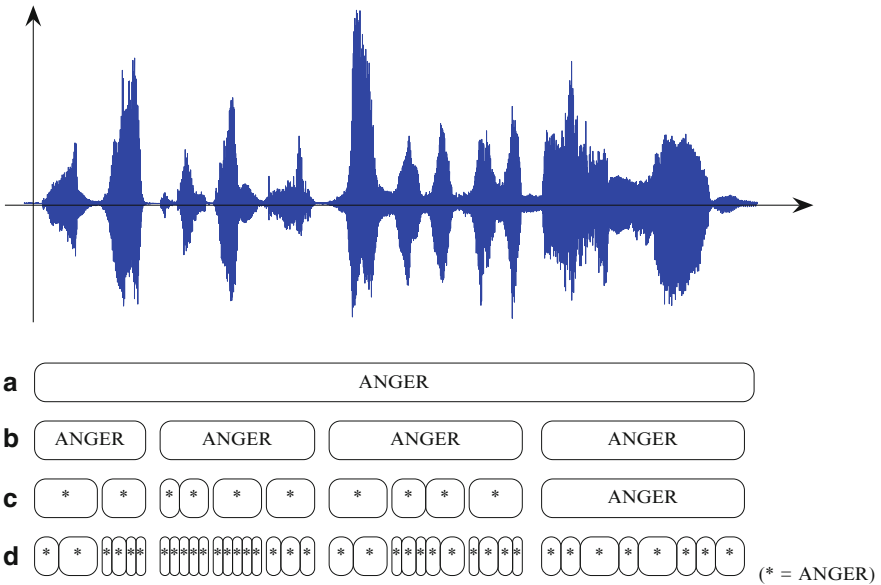 a ANGER
b ANGER ANGER ANGER ANGER
c * * * * * * * * * * ANGER
d * * * * * * * * * * * * * * * * * * * * * * * * * * * * * * * * * * * * * * 
(* = ANGER)